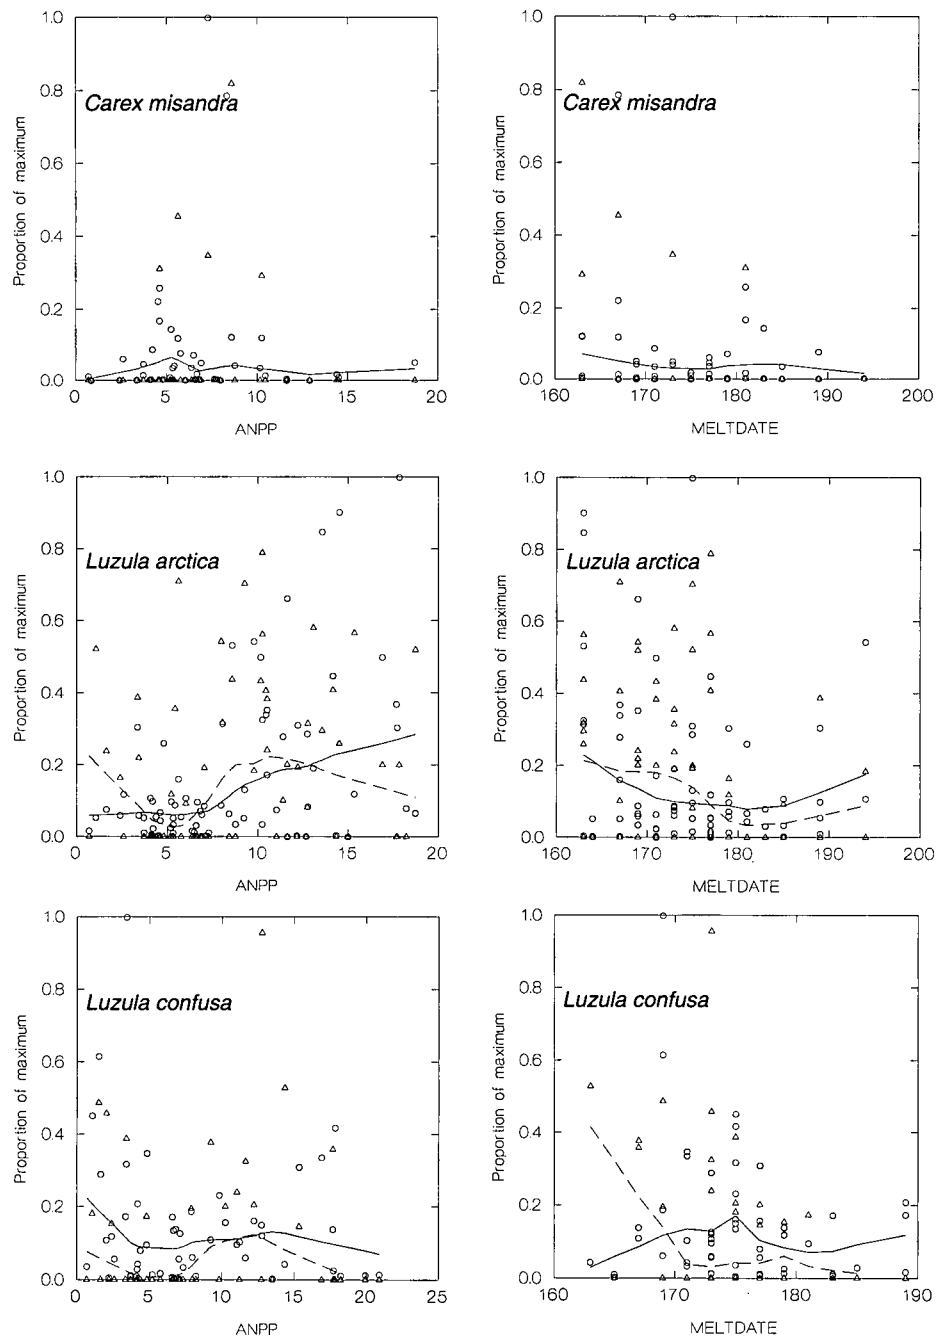 1.0
0.8
0.6
0.4
0.2
0.0
Proportion of maximum
Carex misandra
0 5 10 15 20
ANPP
1.0
0.8
0.6
0.4
0.2
0.0
Proportion of maximum
Carex misandra
160 170 180 190 200
MELTDATE
1.0
0.8
0.6
0.4
0.2
0.0
Proportion of maximum
Luzula arctica
0 5 10 15 20
ANPP
1.0
0.8
0.6
0.4
0.2
0.0
Proportion of maximum
Luzula arctica
160 170 180 190 200
MELTDATE
1.0
0.8
0.6
0.4
0.2
0.0
Proportion of maximum
Luzula confusa
0 5 10 15 20 25
ANPP
1.0
0.8
0.6
0.4
0.2
0.0
Proportion of maximum
Luzula confusa
160 170 180 190
MELTDATE